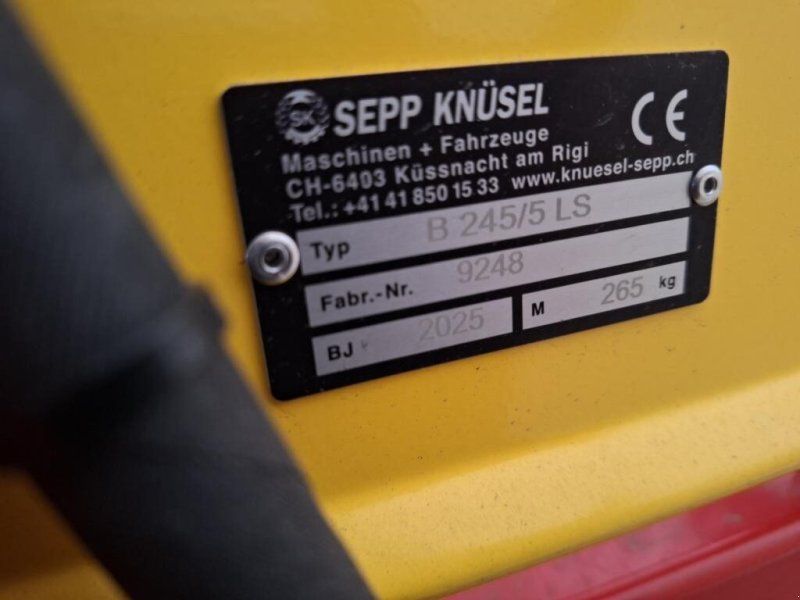 SK SEPP KNÜSEL CE
Maschinen + Fahrzeuge
CH-6403 Küssnacht am Rigi
Tel.: +41 41 850 15 33 www.knuesel-sepp.ch
Typ B 245/5 LS
Fabr.-Nr. 9248
BJ 2025 M 265 kg